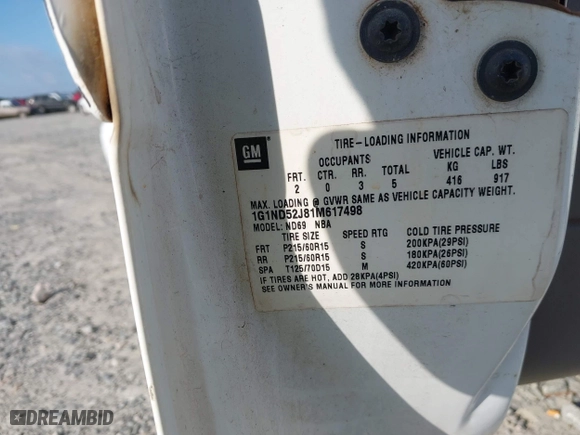 GM
TIRE-LOADING INFORMATION
OCCUPANTS VEHICLE CAP. WT.
FRT. CTR. RR. TOTAL KG LBS
2 0 3 5 416 917
MAX. LOADING @ GVWR SAME AS VEHICLE CAPACITY WEIGHT.
1G1ND52J81M617498
MODEL: ND69 NBA
TIRE SIZE SPEED RTG COLD TIRE PRESSURE
FRT P215/60R15 S 200KPA(29PSI)
RR P215/60R15 S 180KPA(26PSI)
SPA T125/70D15 M 420KPA(60PSI)
IF TIRES ARE HOT, ADD 28KPA(4PSI)
SEE OWNER'S MANUAL FOR MORE INFORMATION
DREAMBID DREAMBID